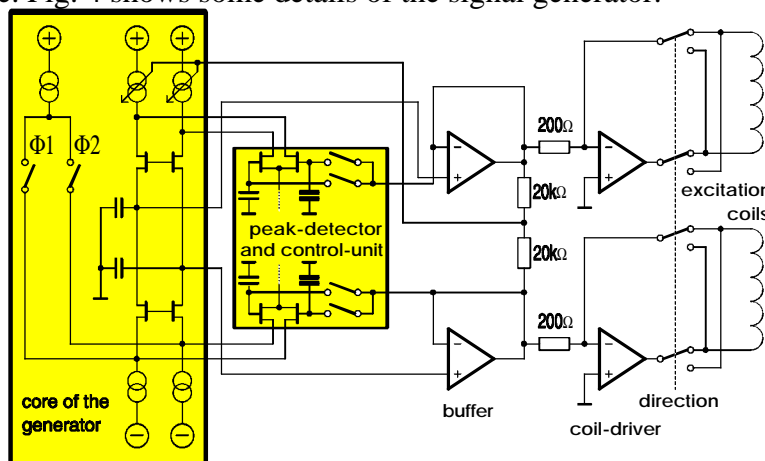 e. Fig. 4 shows some details of the signal generator.
Φ1
Φ2
core of the
generator
peak-detector
and control-unit
200Ω
20kΩ
20kΩ
200Ω
buffer
coil-driver
direction
excitation
coils